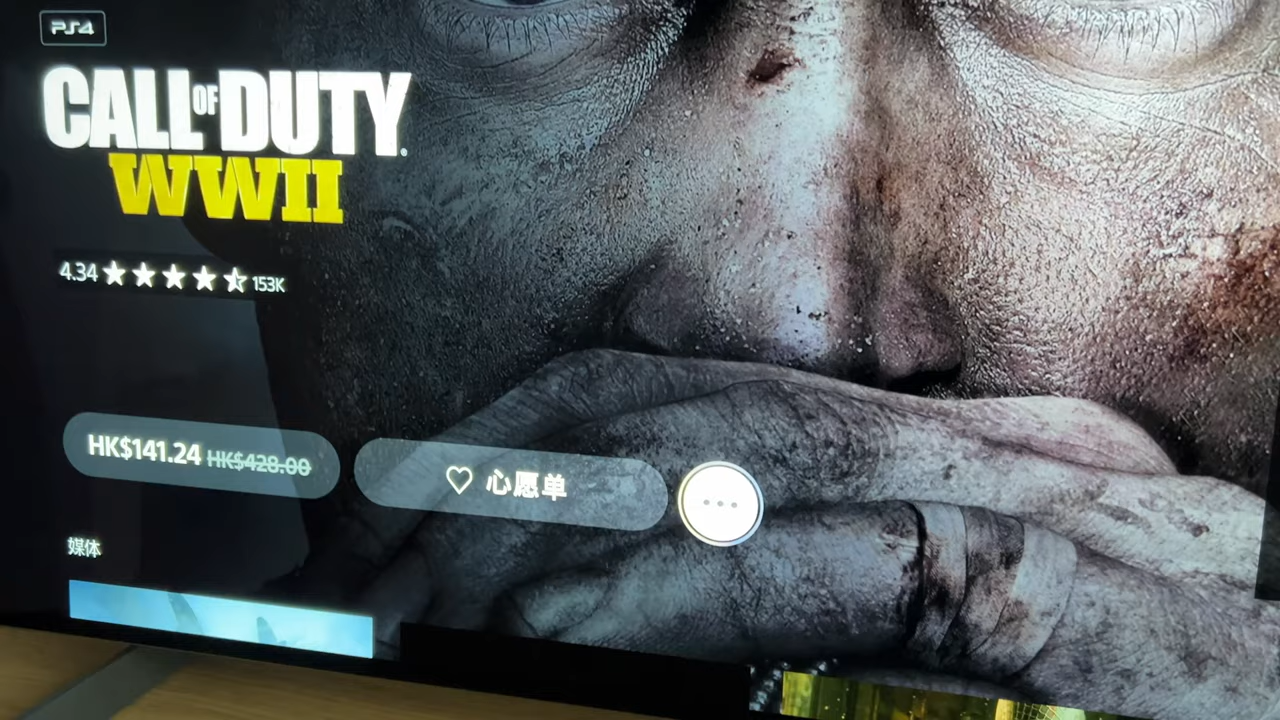 PS4
CALL OF DUTY
WWII
4.34 153K
HK$141.24 HK$428.00
心愿单
媒体